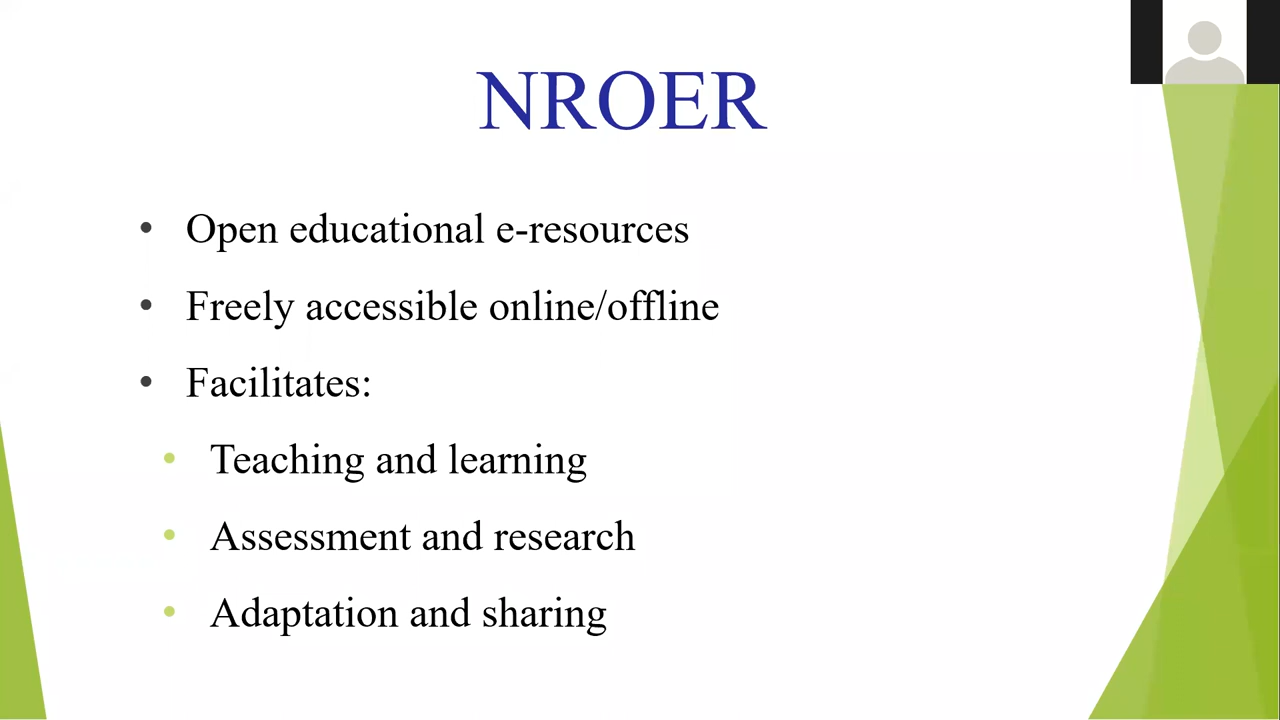 NROER
• Open educational e-resources
• Freely accessible online/offline
• Facilitates:
• Teaching and learning
• Assessment and research
• Adaptation and sharing